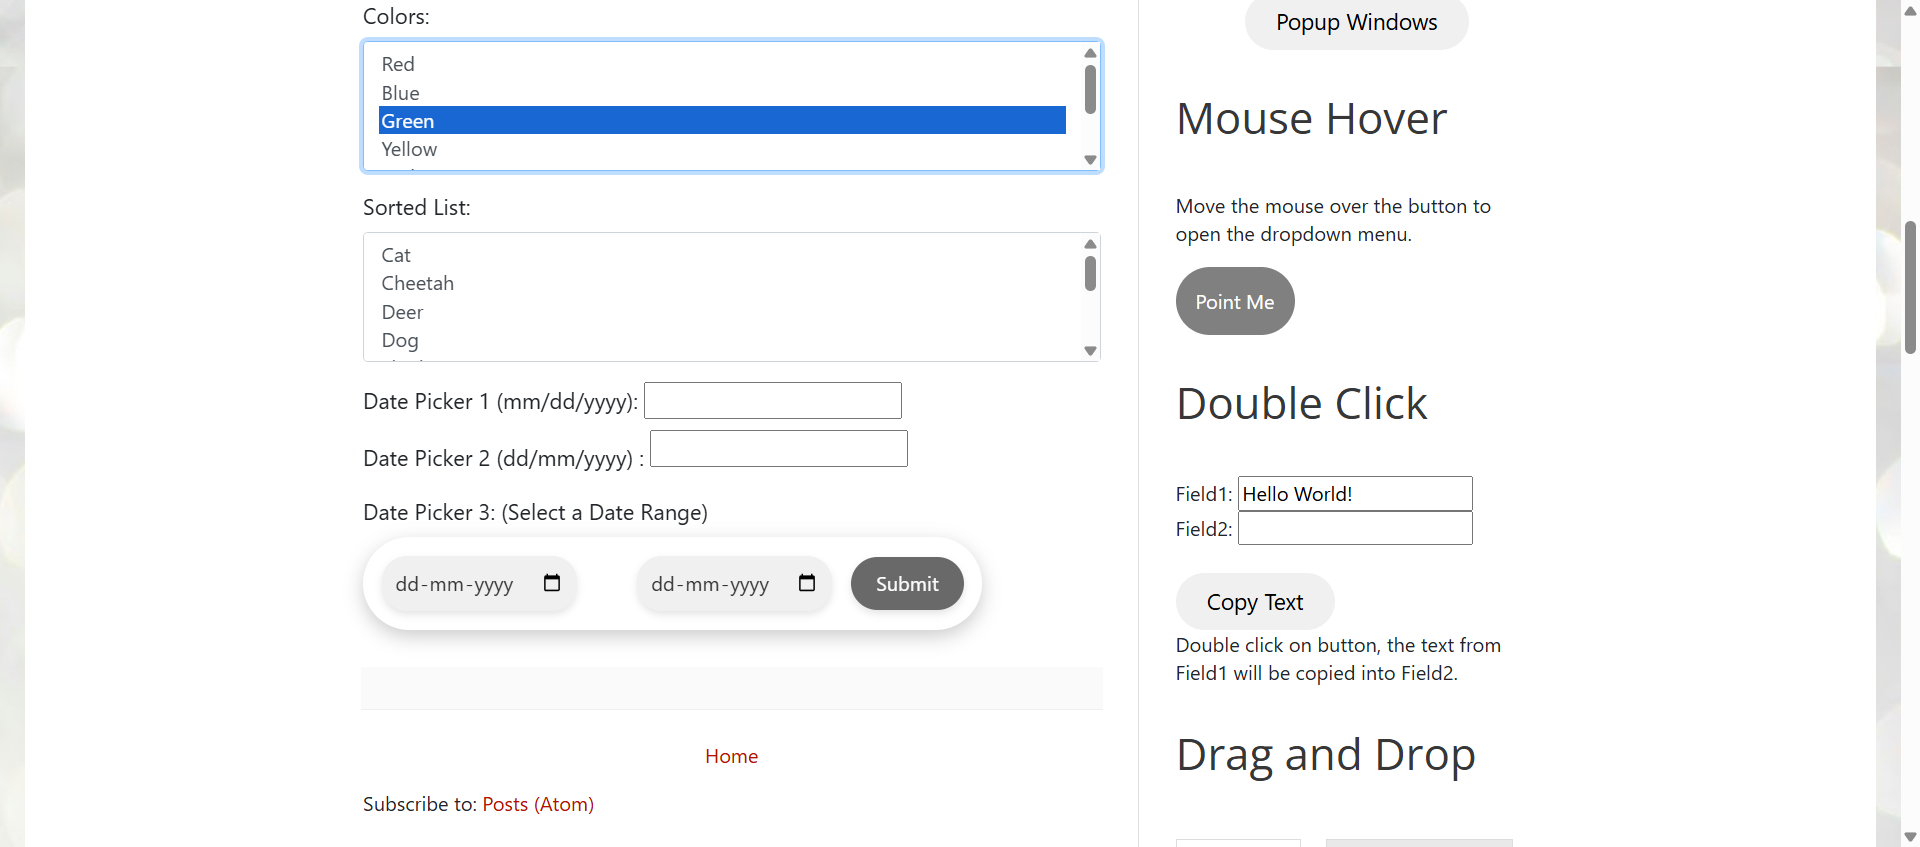 Colors:
Red
Blue
Green
Yellow
Sorted List:
Cat
Cheetah
Deer
Dog
Date Picker 1 (mm/dd/yyyy):
Date Picker 2 (dd/mm/yyyy) :
Date Picker 3: (Select a Date Range)
dd-mm-yyyy dd-mm-yyyy Submit
Home
Subscribe to: Posts (Atom)
Popup Windows
Mouse Hover
Move the mouse over the button to
open the dropdown menu.
Point Me
Double Click
Field1: Hello World!
Field2:
Copy Text
Double click on button, the text from
Field1 will be copied into Field2.
Drag and Drop